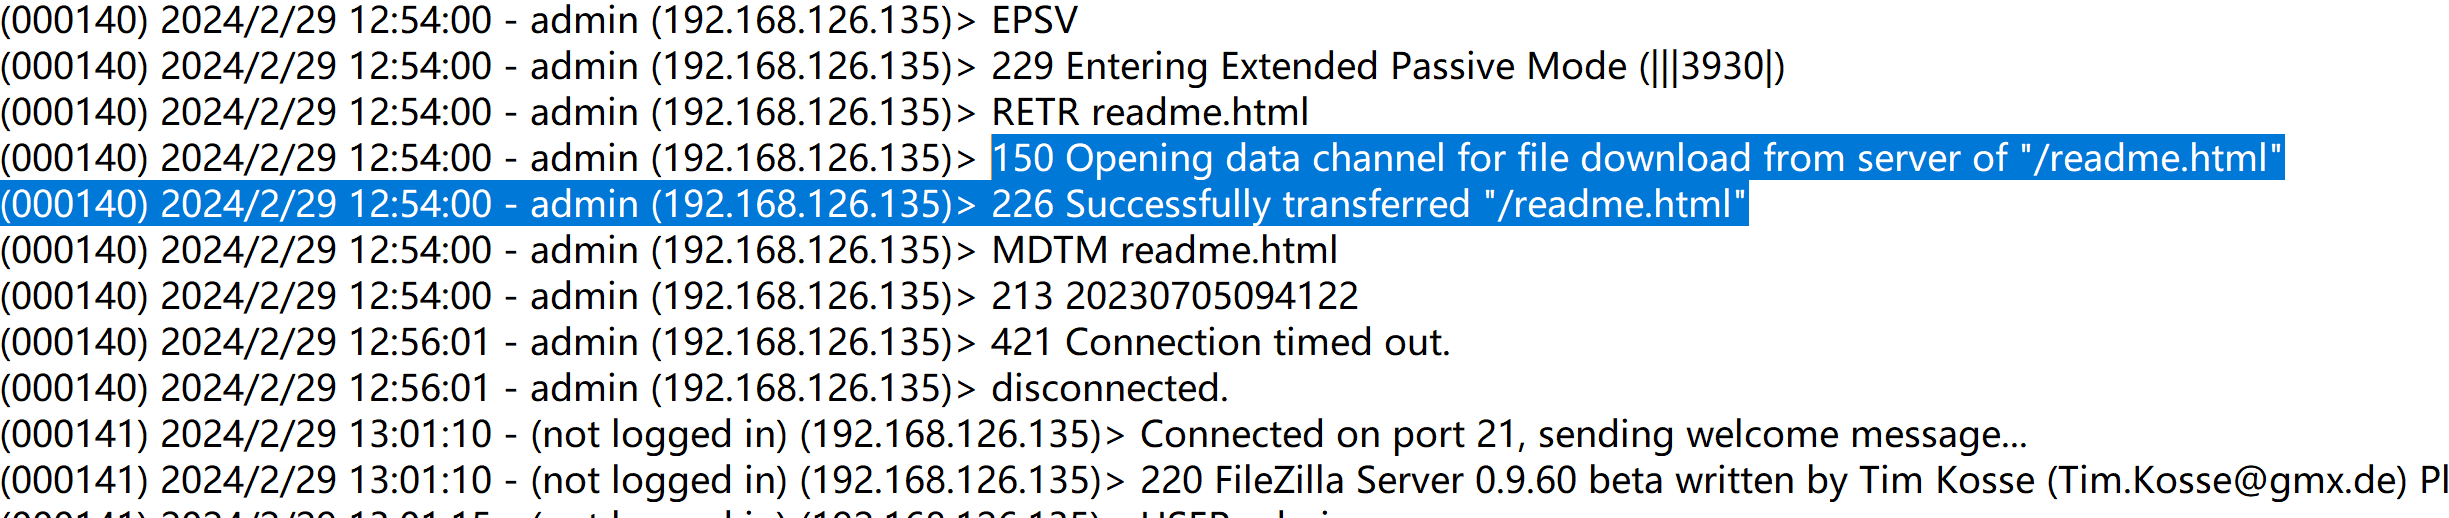 (000140) 2024/2/29 12:54:00 - admin (192.168.126.135)> EPSV
(000140) 2024/2/29 12:54:00 - admin (192.168.126.135)> 229 Entering Extended Passive Mode (|||3930|)
(000140) 2024/2/29 12:54:00 - admin (192.168.126.135)> RETR readme.html
(000140) 2024/2/29 12:54:00 - admin (192.168.126.135)> 150 Opening data channel for file download from server of "/readme.html"
(000140) 2024/2/29 12:54:00 - admin (192.168.126.135)> 226 Successfully transferred "/readme.html"
(000140) 2024/2/29 12:54:00 - admin (192.168.126.135)> MDTM readme.html
(000140) 2024/2/29 12:54:00 - admin (192.168.126.135)> 213 20230705094122
(000140) 2024/2/29 12:56:01 - admin (192.168.126.135)> 421 Connection timed out.
(000140) 2024/2/29 12:56:01 - admin (192.168.126.135)> disconnected.
(000141) 2024/2/29 13:01:10 - (not logged in) (192.168.126.135)> Connected on port 21, sending welcome message...
(000141) 2024/2/29 13:01:10 - (not logged in) (192.168.126.135)> 220 FileZilla Server 0.9.60 beta written by Tim Kosse (Tim.Kosse@gmx.de) Pl